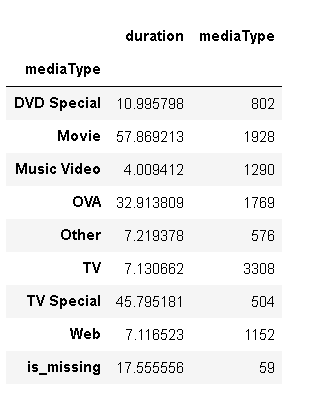 duration mediaType
mediaType
DVD Special 10.995798 802
Movie 57.869213 1928
Music Video 4.009412 1290
OVA 32.913809 1769
Other 7.219378 576
TV 7.130662 3308
TV Special 45.795181 504
Web 7.116523 1152
is_missing 17.555556 59